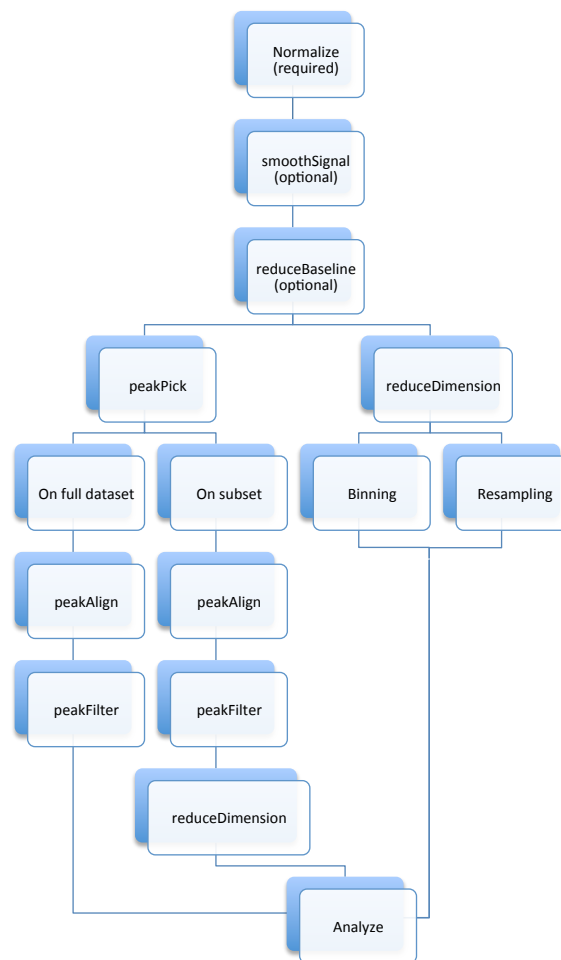 Normalize
(required)
smoothSignal
(optional)
reduceBaseline
(optional)
peakPick
reduceDimension
On full dataset
On subset
Binning
Resampling
peakAlign
peakAlign
peakFilter
peakFilter
reduceDimension
Analyze